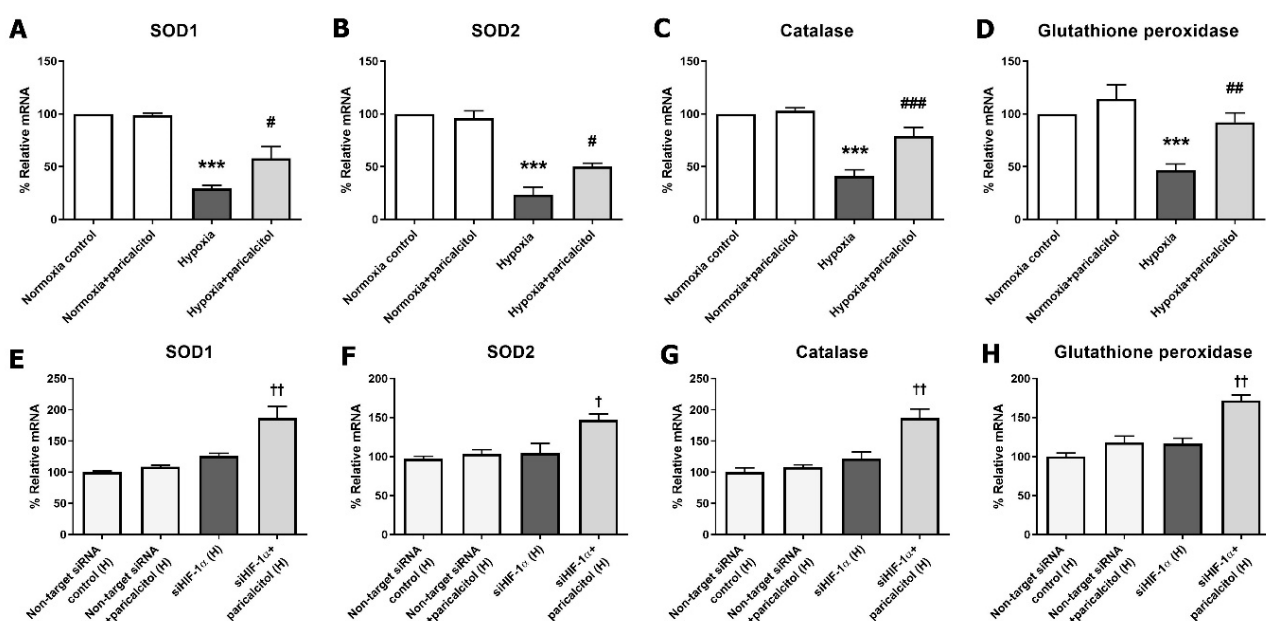 A
SOD1
% Relative mRNA
150
100
50
0
***
#
Normoxia control
Normoxia+paricalcitol
Hypoxia
Hypoxia+paricalcitol
B
SOD2
% Relative mRNA
150
100
50
0
***
#
Normoxia control
Normoxia+paricalcitol
Hypoxia
Hypoxia+paricalcitol
C
Catalase
% Relative mRNA
150
100
50
0
***
###
Normoxia control
Normoxia+paricalcitol
Hypoxia
Hypoxia+paricalcitol
D
Glutathione peroxidase
% Relative mRNA
150
100
50
0
***
##
Normoxia control
Normoxia+paricalcitol
Hypoxia
Hypoxia+paricalcitol
E
SOD1
% Relative mRNA
250
200
150
100
50
0
††
Non-target siRNA
control (H)
Non-target siRNA
+paricalcitol (H)
siHIF-1α (H)
siHIF-1α+
paricalcitol (H)
F
SOD2
% Relative mRNA
200
150
100
50
0
†
Non-target siRNA
control (H)
Non-target siRNA
+paricalcitol (H)
siHIF-1α (H)
siHIF-1α+
paricalcitol (H)
G
Catalase
% Relative mRNA
250
200
150
100
50
0
††
Non-target siRNA
control (H)
Non-target siRNA
+paricalcitol (H)
siHIF-1α (H)
siHIF-1α+
paricalcitol (H)
H
Glutathione peroxidase
% Relative mRNA
200
150
100
50
0
††
Non-target siRNA
control (H)
Non-target siRNA
+paricalcitol (H)
siHIF-1α (H)
siHIF-1α+
paricalcitol (H)